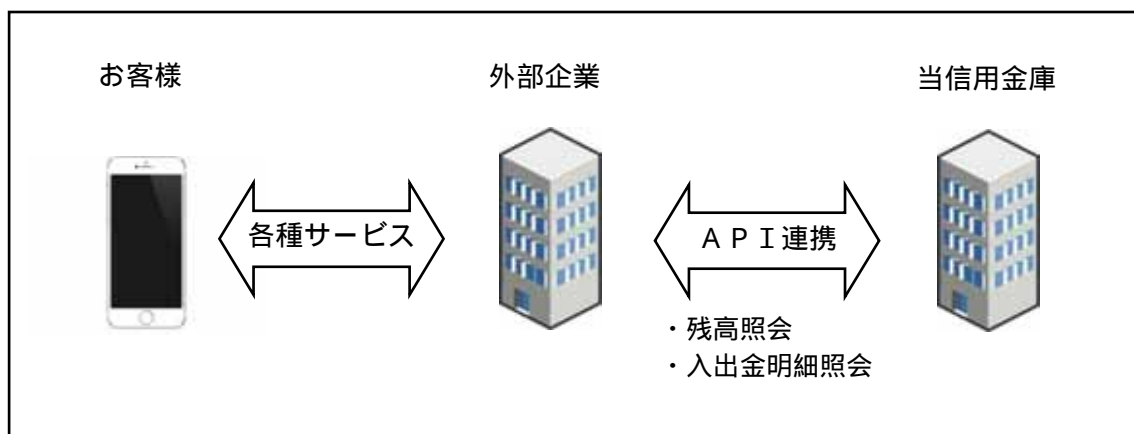 お客様
外部企業
当信用金庫
各種サービス
ＡＰＩ連携
・残高照会
・入出金明細照会